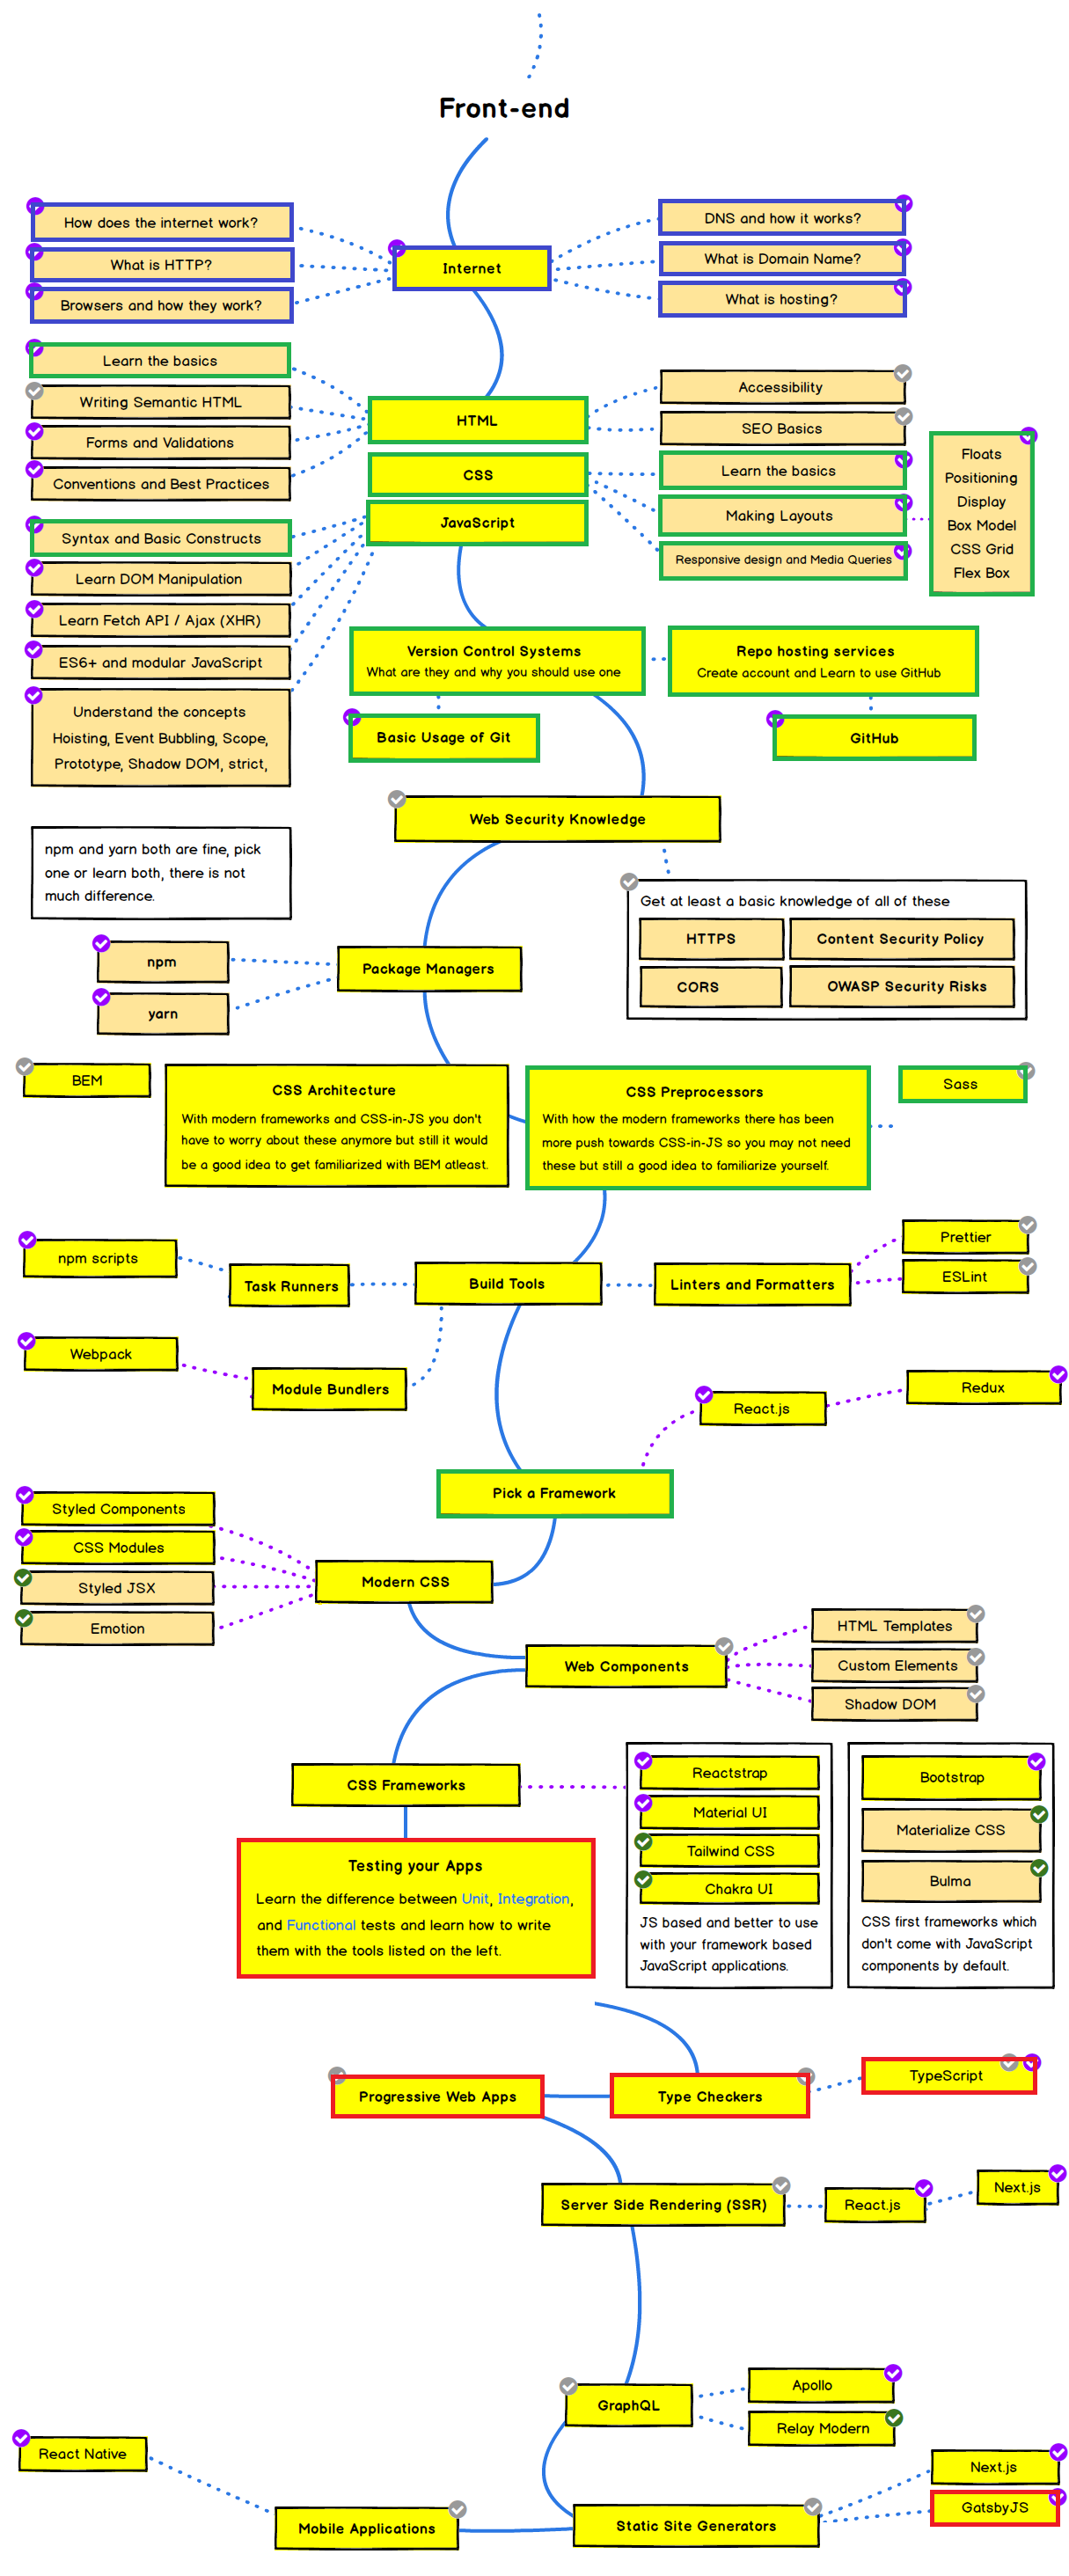 Front-end
How does the internet work?
What is HTTP?
Browsers and how they work?
Internet
DNS and how it works?
What is Domain Name?
What is hosting?
Learn the basics
Writing Semantic HTML
Forms and Validations
Conventions and Best Practices
HTML
Accessibility
SEO Basics
CSS
Learn the basics
Making Layouts
Responsive design and Media Queries
Floats
Positioning
Display
Box Model
CSS Grid
Flex Box
JavaScript
Syntax and Basic Constructs
Learn DOM Manipulation
Learn Fetch API / Ajax (XHR)
ES6+ and modular JavaScript
Understand the concepts
Hoisting, Event Bubbling, Scope,
Prototype, Shadow DOM, strict,
Version Control Systems
What are they and why you should use one
Repo hosting services
Create account and Learn to use GitHub
Basic Usage of Git
GitHub
Web Security Knowledge
Get at least a basic knowledge of all of these
HTTPS
Content Security Policy
CORS
OWASP Security Risks
npm and yarn both are fine, pick
one or learn both, there is not
much difference.
npm
yarn
Package Managers
BEM
CSS Architecture
With modern frameworks and CSS-in-JS you don't
have to worry about these anymore but still it would
be a good idea to get familiarized with BEM atleast.
CSS Preprocessors
With how the modern frameworks there has been
more push towards CSS-in-JS so you may not need
these but still a good idea to familiarize yourself.
Sass
npm scripts
Task Runners
Build Tools
Linters and Formatters
Prettier
ESLint
Webpack
Module Bundlers
React.js
Redux
Pick a Framework
Styled Components
CSS Modules
Styled JSX
Emotion
Modern CSS
Web Components
HTML Templates
Custom Elements
Shadow DOM
CSS Frameworks
Reactstrap
Material UI
Tailwind CSS
Chakra UI
JS based and better to use
with your framework based
JavaScript applications.
Bootstrap
Materialize CSS
Bulma
CSS first frameworks which
don't come with JavaScript
components by default.
Testing your Apps
Learn the difference between Unit, Integration,
and Functional tests and learn how to write
them with the tools listed on the left.
Progressive Web Apps
Type Checkers
TypeScript
Server Side Rendering (SSR)
React.js
Next.js
GraphQL
Apollo
Relay Modern
React Native
Mobile Applications
Static Site Generators
Next.js
GatsbyJS